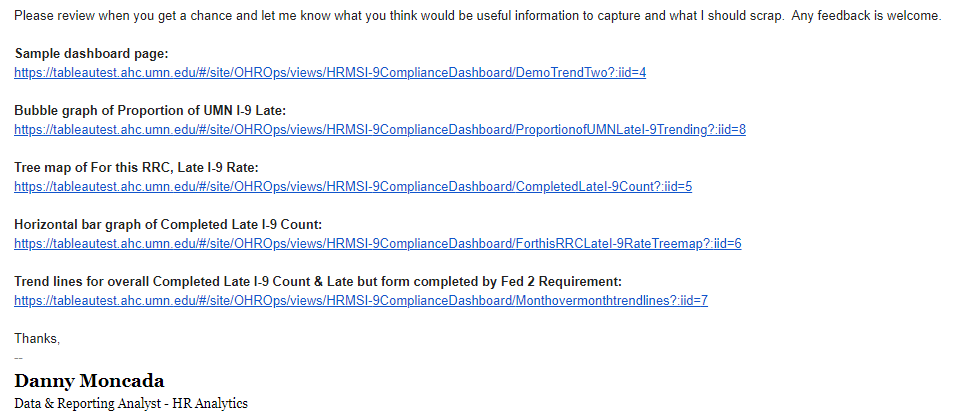 Please review when you get a chance and let me know what you think would be useful information to capture and what I should scrap.  Any feedback is welcome.
Sample dashboard page:
https://tableautest.ahc.umn.edu/#/site/OHROps/views/HRMSI-9ComplianceDashboard/DemoTrendTwo?:iid=4
Bubble graph of Proportion of UMN I-9 Late:
https://tableautest.ahc.umn.edu/#/site/OHROps/views/HRMSI-9ComplianceDashboard/ProportionofUMNLateI-9Trending?:iid=8
Tree map of For this RRC, Late I-9 Rate:
https://tableautest.ahc.umn.edu/#/site/OHROps/views/HRMSI-9ComplianceDashboard/CompletedLateI-9Count?:iid=5
Horizontal bar graph of Completed Late I-9 Count:
https://tableautest.ahc.umn.edu/#/site/OHROps/views/HRMSI-9ComplianceDashboard/ForthisRRCLateI-9RateTreemap?:iid=6
Trend lines for overall Completed Late I-9 Count & Late but form completed by Fed 2 Requirement:
https://tableautest.ahc.umn.edu/#/site/OHROps/views/HRMSI-9ComplianceDashboard/Monthovermonthtrendlines?:iid=7
Thanks,
--
Danny Moncada
Data & Reporting Analyst - HR Analytics